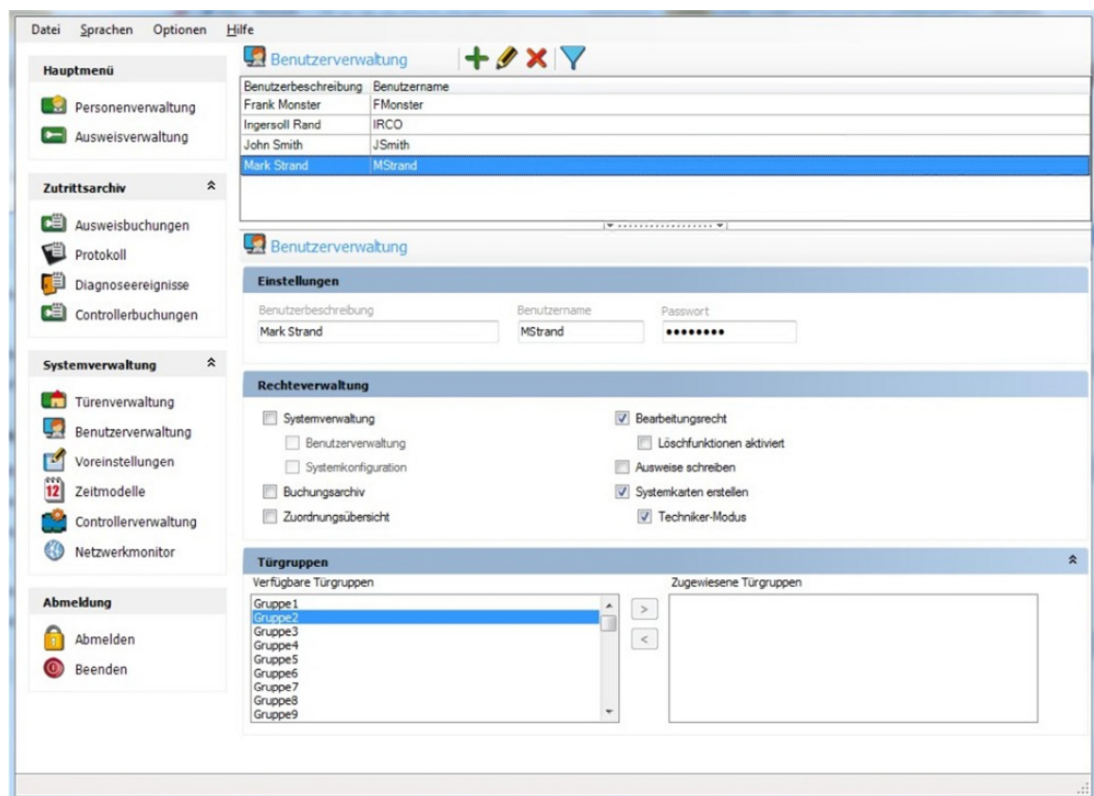 Datei Sprachen Optionen Hilfe
Hauptmenü
Personenverwaltung
Ausweisverwaltung
Zutrittsarchiv
Ausweisbuchungen
Protokoll
Diagnoseereignisse
Controllerbuchungen
Systemverwaltung
Türenverwaltung
Benutzerverwaltung
Voreinstellungen
12 Zeitmodelle
Controllerverwaltung
Netzwerkmonitor
Abmeldung
Abmelden
Beenden
Benutzerverwaltung
Benutzerbeschreibung Benutzername
Frank Monster FMonster
Ingersoll Rand IRCO
John Smith JSmith
Mark Strand MStrand
Benutzerverwaltung
Einstellungen
Benutzerbeschreibung Benutzername Passwort
Mark Strand MStrand ••••••••
Rechteverwaltung
Systemverwaltung
Benutzerverwaltung
Systemkonfiguration
Buchungsarchiv
Zuordnungsübersicht
Bearbeitungsrecht
Löschfunktionen aktiviert
Ausweise schreiben
Systemkarten erstellen
Techniker-Modus
Türgruppen
Verfügbare Türgruppen
Gruppe1
Gruppe2
Gruppe3
Gruppe4
Gruppe5
Gruppe6
Gruppe7
Gruppe8
Gruppe9
>
<
Zugewiesene Türgruppen